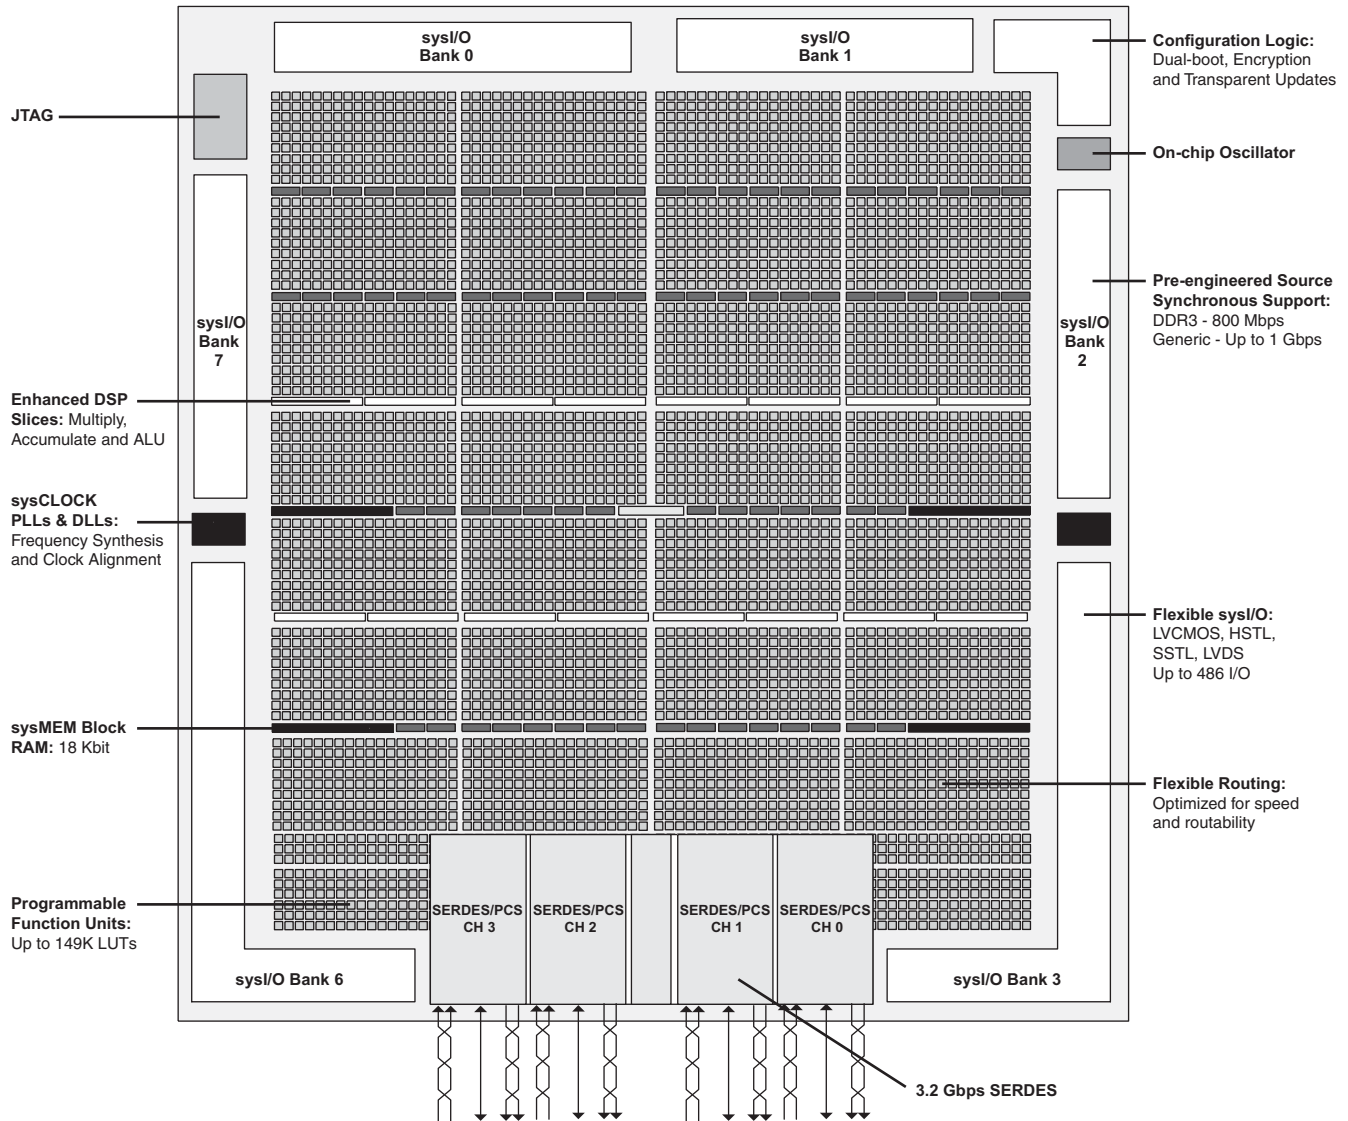 sysI/O
Bank 0
sysI/O
Bank 1
Configuration Logic:
Dual-boot, Encryption
and Transparent Updates
JTAG
On-chip Oscillator
Pre-engineered Source
Synchronous Support:
DDR3 - 800 Mbps
Generic - Up to 1 Gbps
sysI/O
Bank
7
sysI/O
Bank
2
Enhanced DSP
Slices: Multiply,
Accumulate and ALU
sysCLOCK
PLLs & DLLs:
Frequency Synthesis
and Clock Alignment
Flexible sysI/O:
LVCMOS, HSTL,
SSTL, LVDS
Up to 486 I/O
sysMEM Block
RAM: 18 Kbit
Flexible Routing:
Optimized for speed
and routability
Programmable
Function Units:
Up to 149K LUTs
SERDES/PCS
CH 3
SERDES/PCS
CH 2
SERDES/PCS
CH 1
SERDES/PCS
CH 0
sysI/O Bank 6
sysI/O Bank 3
3.2 Gbps SERDES